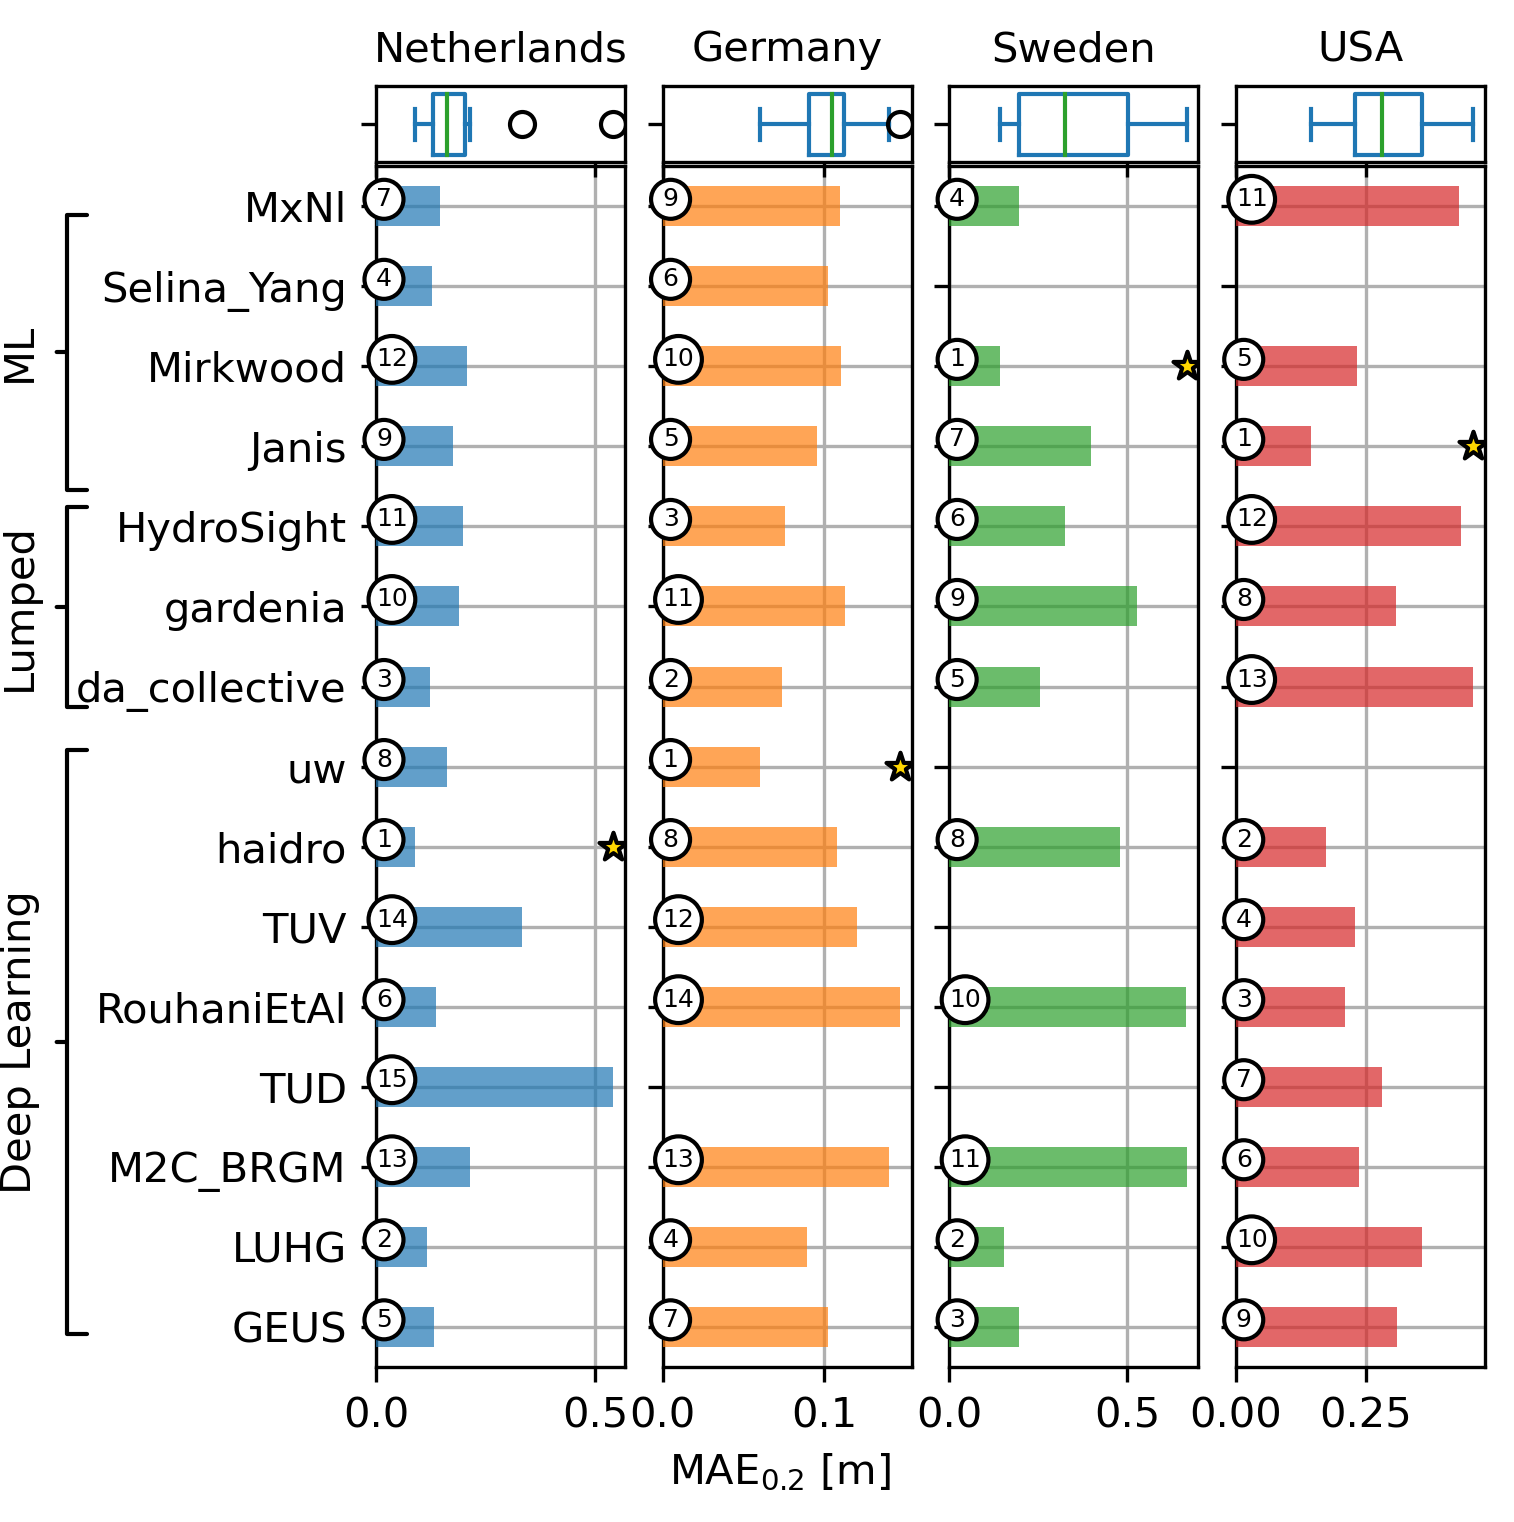 Netherlands Germany Sweden USA
MxNl 7 9 4 11
Selina_Yang 4 6
ML
Mirkwood 12 10 1 5
Janis 9 5 7 1
HydroSight 11 3 6 12
Lumped
gardenia 10 11 9 8
da_collective 3 2 5 13
uw 8 1
haidro 1 8 8 2
TUV 14 12 4
RouhaniEtAl 6 14 10 3
Deep Learning
TUD 15 7
M2C_BRGM 13 13 11 6
LUHG 2 4 2 10
GEUS 5 7 3 9
0.0 0.5 0.0 0.1 0.0 0.5 0.00 0.25
MAE0.2 [m]